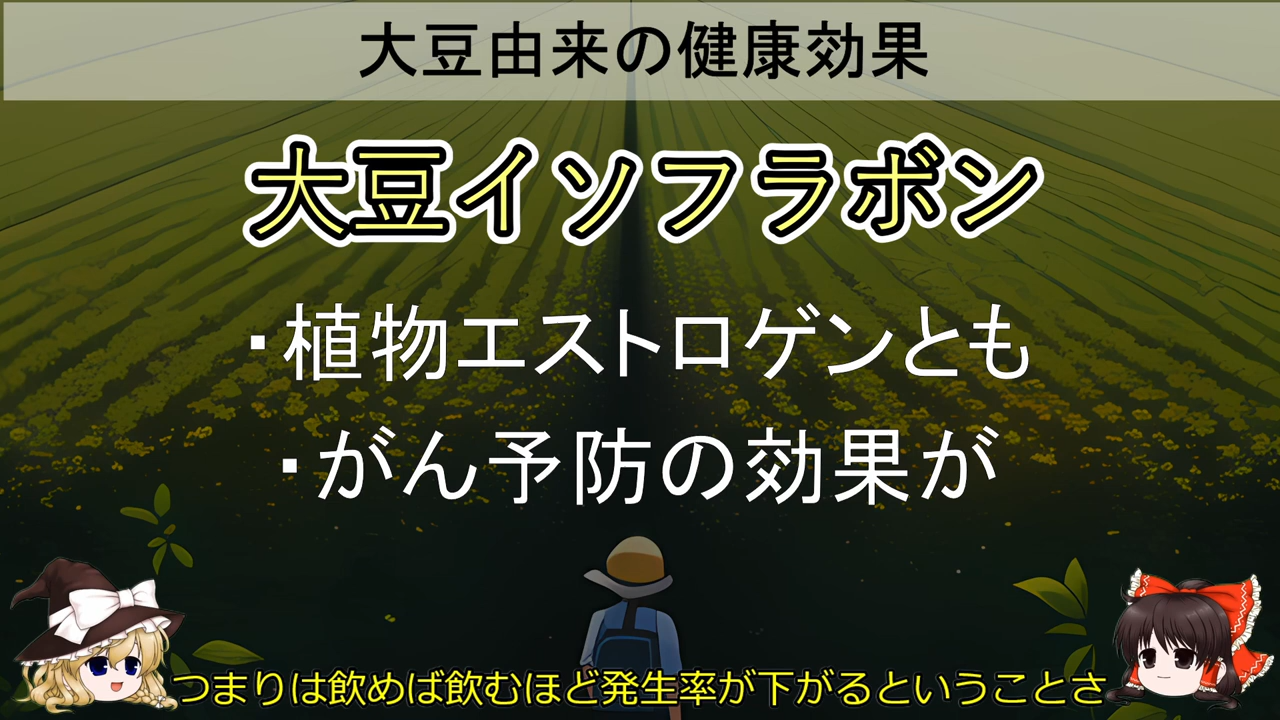 大豆由来の健康効果
大豆イソフラボン
・植物エストロゲンとも
・がん予防の効果が
つまりは飲めば飲むほど発生率が下がるということさ